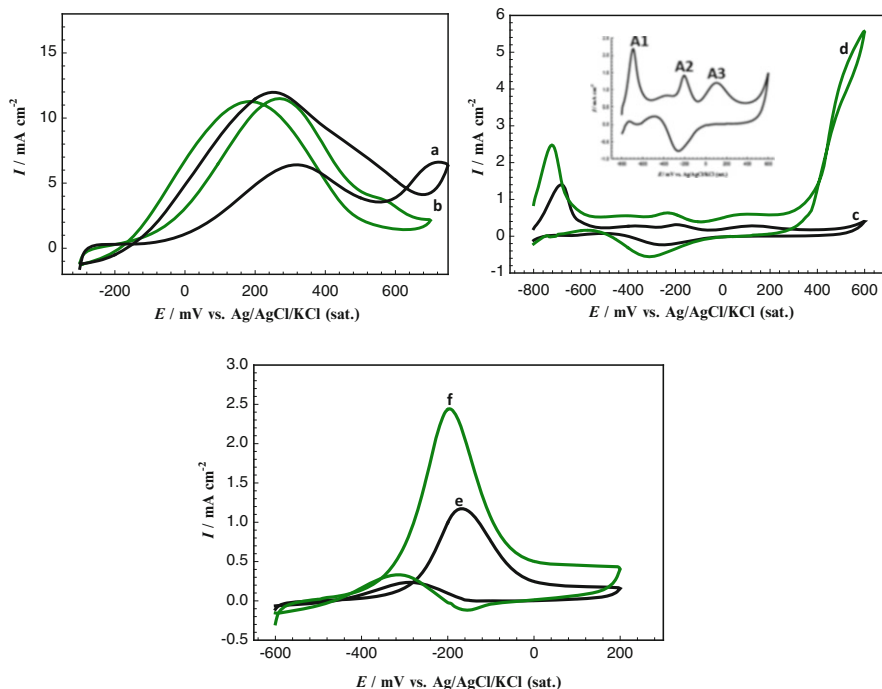 I / mA cm-2
15
10
5
0
a
b
-200 0 200 400 600
E / mV vs. Ag/AgCl/KCl (sat.)
I / mA cm-2
6
5
4
3
2
1
0
-1
A1 A2 A3
d
c
-800 -600 -400 -200 0 200 400 600
E / mV vs. Ag/AgCl/KCl (sat.)
I / mA cm-2
3.0
2.5
2.0
1.5
1.0
0.5
0.0
-0.5
f
e
-600 -400 -200 0 200
E / mV vs. Ag/AgCl/KCl (sat.)